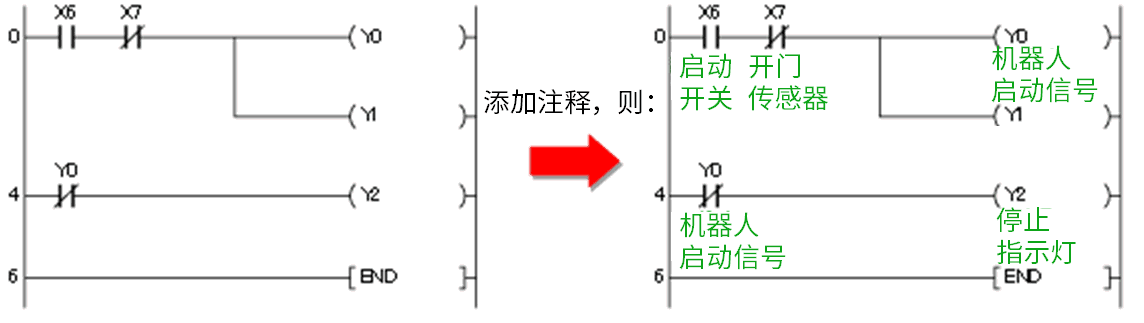 X6 X7
0 Y0
Y1
Y0
4 Y2
6 END
添加注释，则：
X6 X7
0 Y0
启动 开门 机器人
开关 传感器 启动信号
Y1
Y0
4 Y2
机器人 停止
启动信号 指示灯
6 END